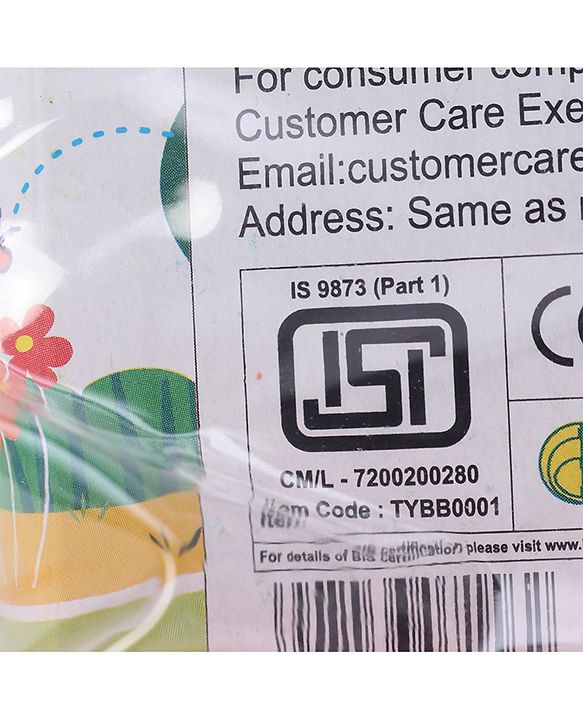 For consumer
Customer Care Exe
Email:customercare
Address: Same as
IS 9873 (Part 1)
ISI
CM/L - 7200200280
Item Code : TYBB0001
For details of BIS certification please visit www.
CE